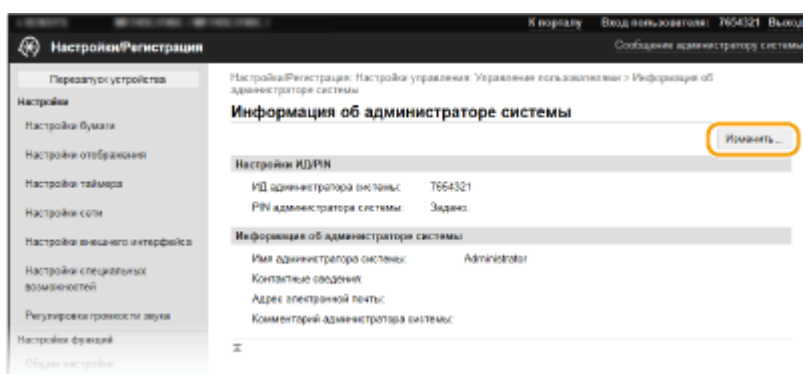 К порталу Вход пользователя: 7654321 Выход
Настройки/Регистрация
Сообщение администратору системы
Перезапуск устройства
Настройки
Настройки бумаги
Настройки отображения
Настройки таймера
Настройки сети
Настройки внешнего интерфейса
Настройки специальных
возможностей
Регулировка громкости звука
Настройки функций
Общие настройки
Настройки/Регистрация: Настройки управления: Управление пользователями > Информация об
администраторе системы
Информация об администраторе системы
Изменить...
Настройки ИД/PIN
ИД администратора системы: 7654321
PIN администратора системы: Задано.
Информация об администраторе системы
Имя администратора системы: Administrator
Контактные сведения:
Адрес электронной почты:
Комментарий администратора системы: